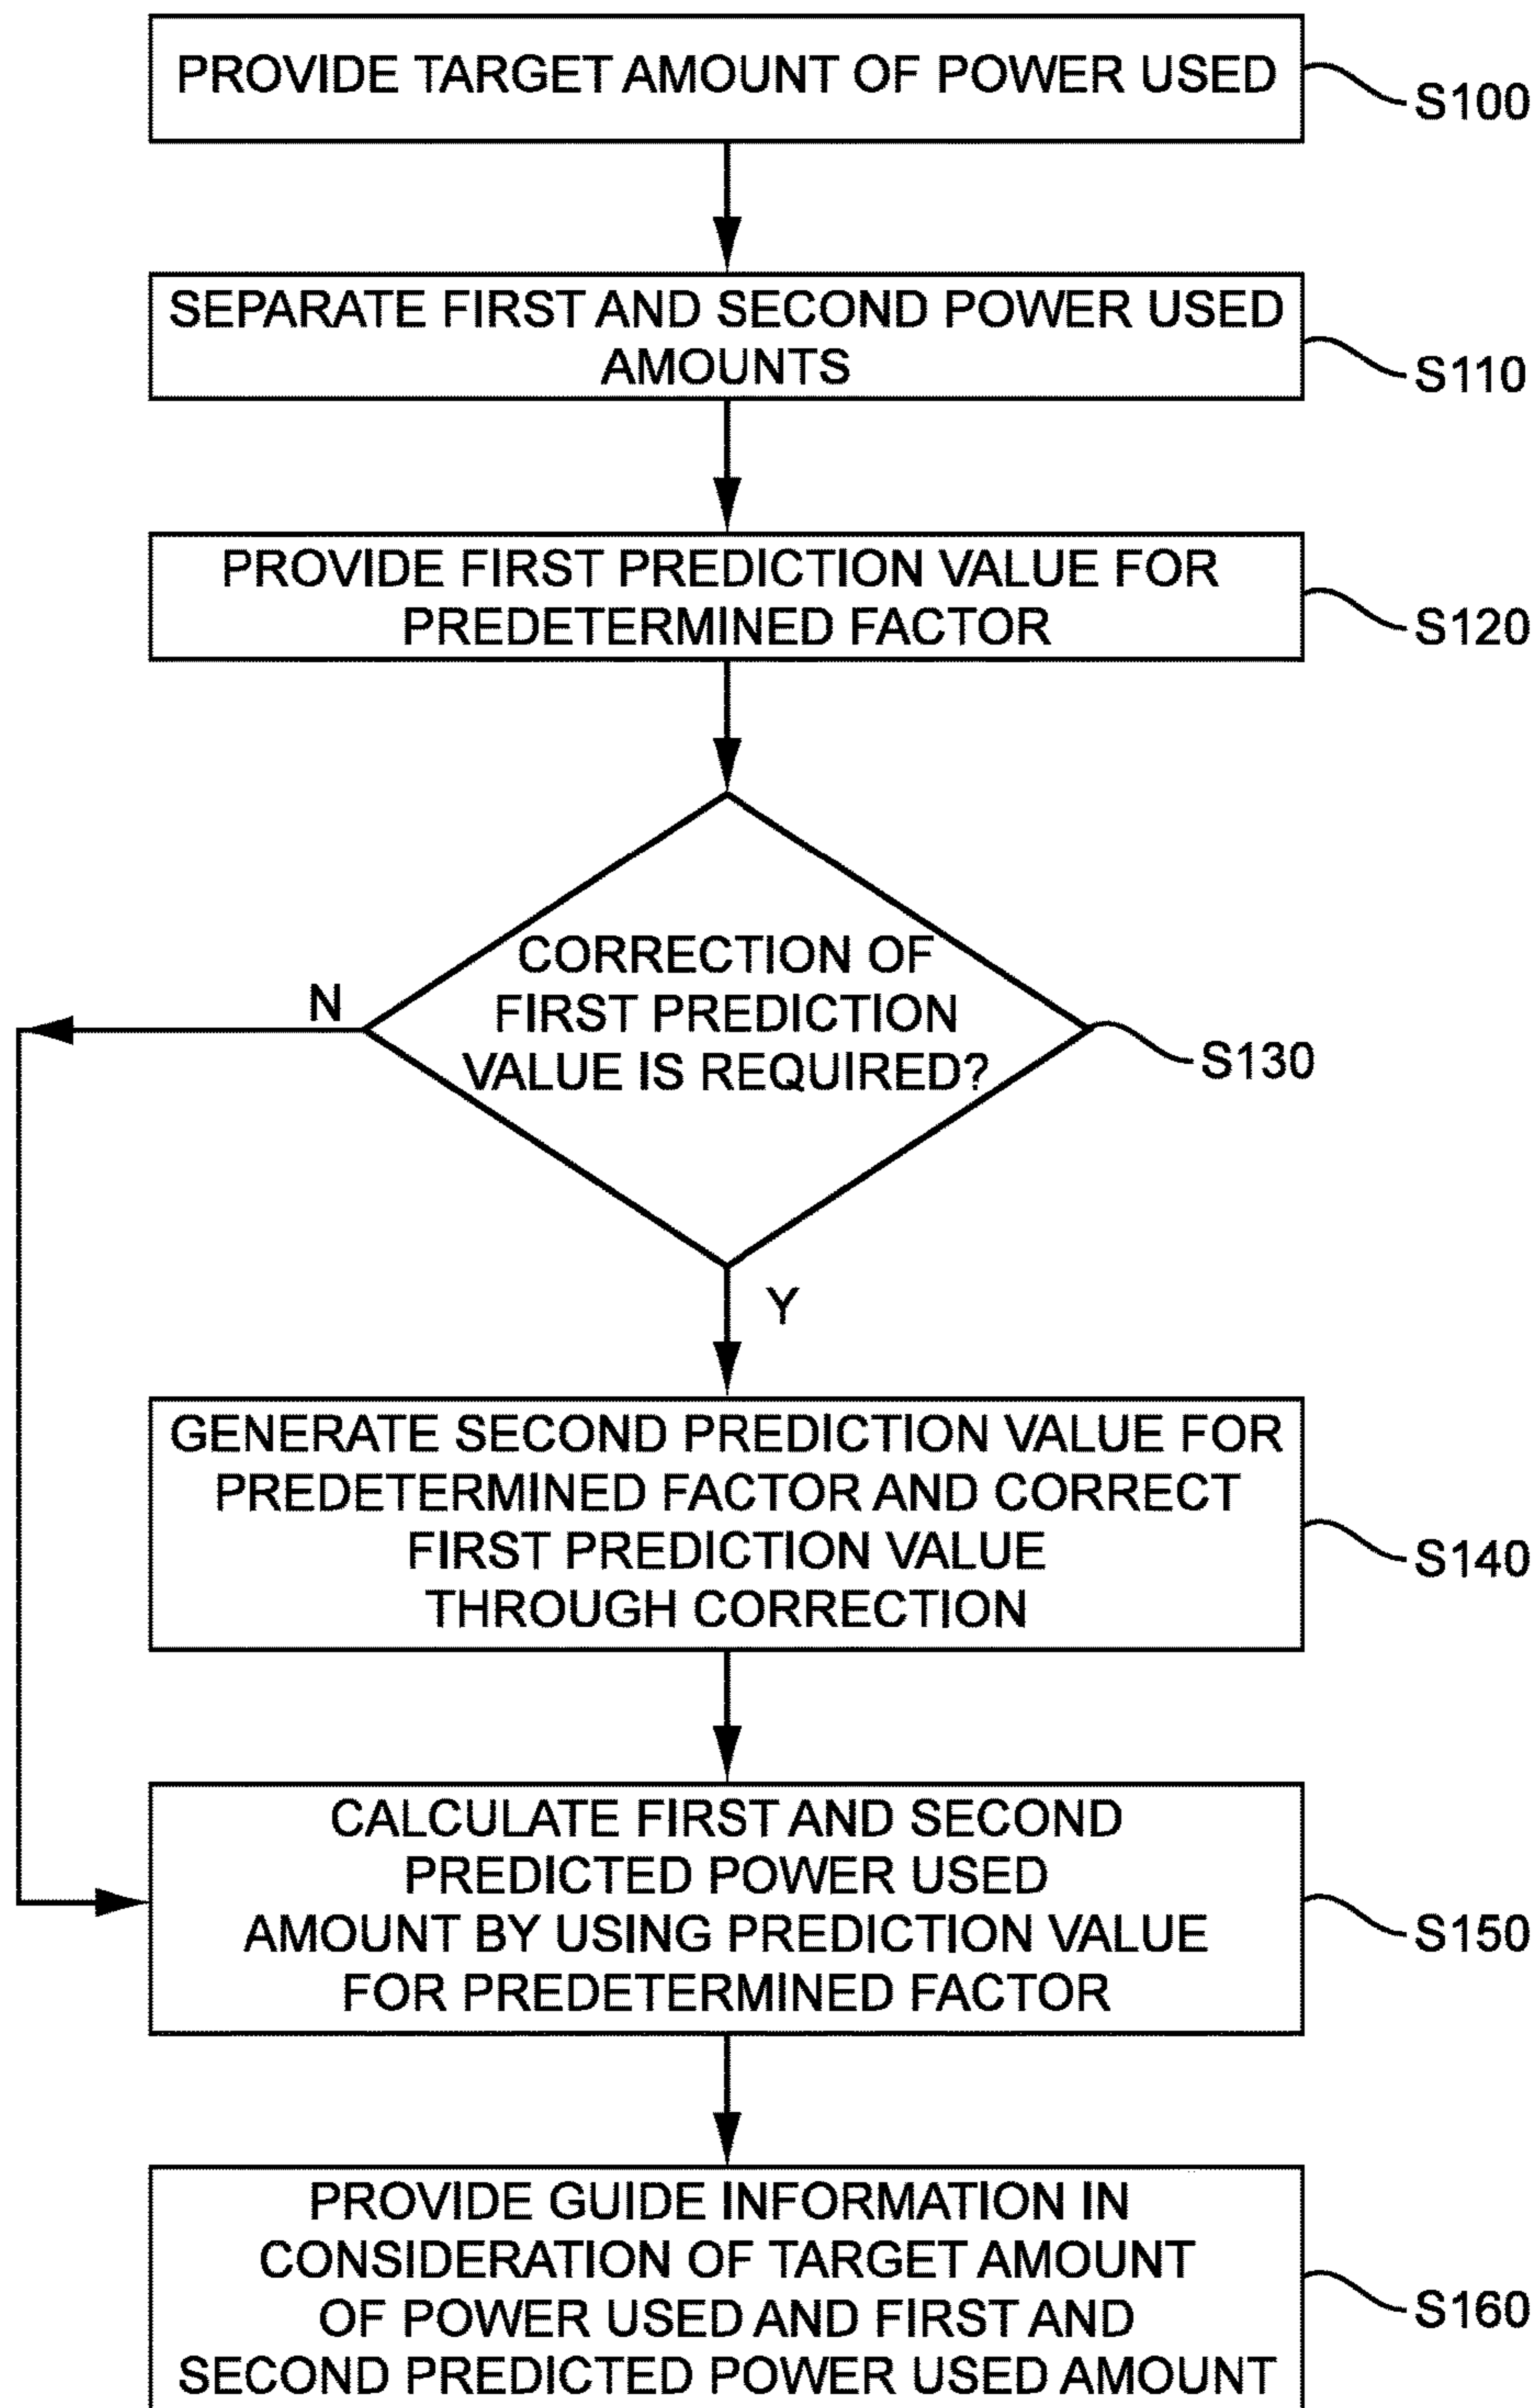 PROVIDE TARGET AMOUNT OF POWER USED
S100
SEPARATE FIRST AND SECOND POWER USED
AMOUNTS
S110
PROVIDE FIRST PREDICTION VALUE FOR
PREDETERMINED FACTOR
S120
CORRECTION OF
FIRST PREDICTION
VALUE IS REQUIRED?
N
S130
Y
GENERATE SECOND PREDICTION VALUE FOR
PREDETERMINED FACTOR AND CORRECT
FIRST PREDICTION VALUE
THROUGH CORRECTION
S140
CALCULATE FIRST AND SECOND
PREDICTED POWER USED
AMOUNT BY USING PREDICTION VALUE
FOR PREDETERMINED FACTOR
S150
PROVIDE GUIDE INFORMATION IN
CONSIDERATION OF TARGET AMOUNT
OF POWER USED AND FIRST AND
SECOND PREDICTED POWER USED AMOUNT
S160